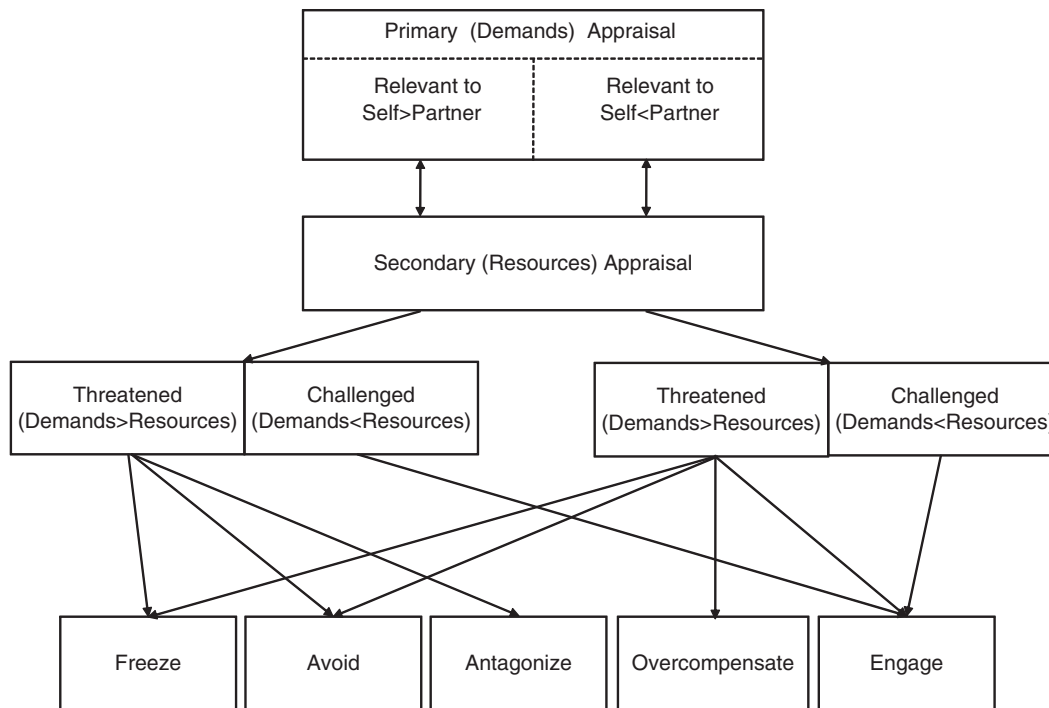 Primary (Demands) Appraisal
Relevant to
Self>Partner
Relevant to
Self<Partner
Secondary (Resources) Appraisal
Threatened
(Demands>Resources)
Challenged
(Demands<Resources)
Threatened
(Demands>Resources)
Challenged
(Demands<Resources)
Freeze
Avoid
Antagonize
Overcompensate
Engage